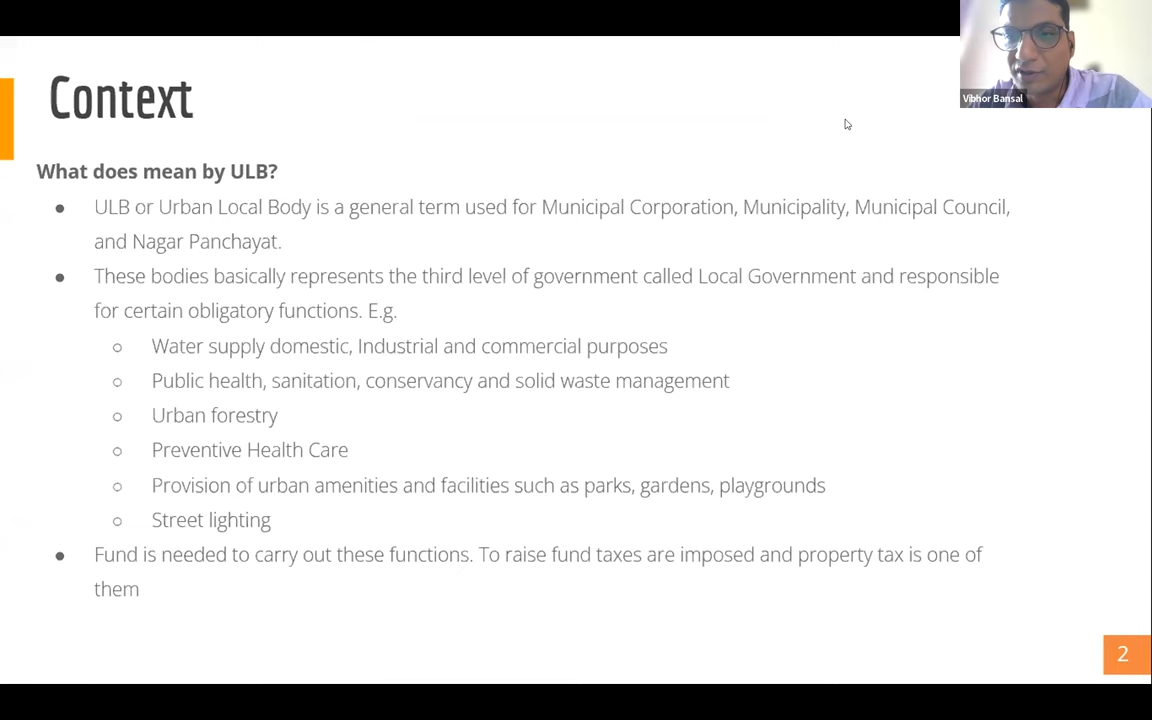 Context
Vibhor Bansal
What does mean by ULB?
● ULB or Urban Local Body is a general term used for Municipal Corporation, Municipality, Municipal Council,
and Nagar Panchayat.
● These bodies basically represents the third level of government called Local Government and responsible
for certain obligatory functions. E.g.
○ Water supply domestic, Industrial and commercial purposes
○ Public health, sanitation, conservancy and solid waste management
○ Urban forestry
○ Preventive Health Care
○ Provision of urban amenities and facilities such as parks, gardens, playgrounds
○ Street lighting
● Fund is needed to carry out these functions. To raise fund taxes are imposed and property tax is one of
them
2